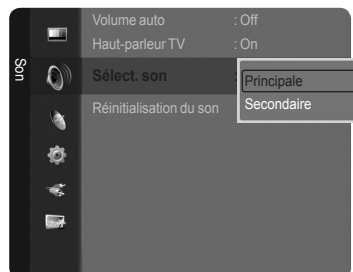 Son
Volume auto : Off
Haut-parleur TV : On
Sélect. son :
Principale
Secondaire
Réinitialisation du son